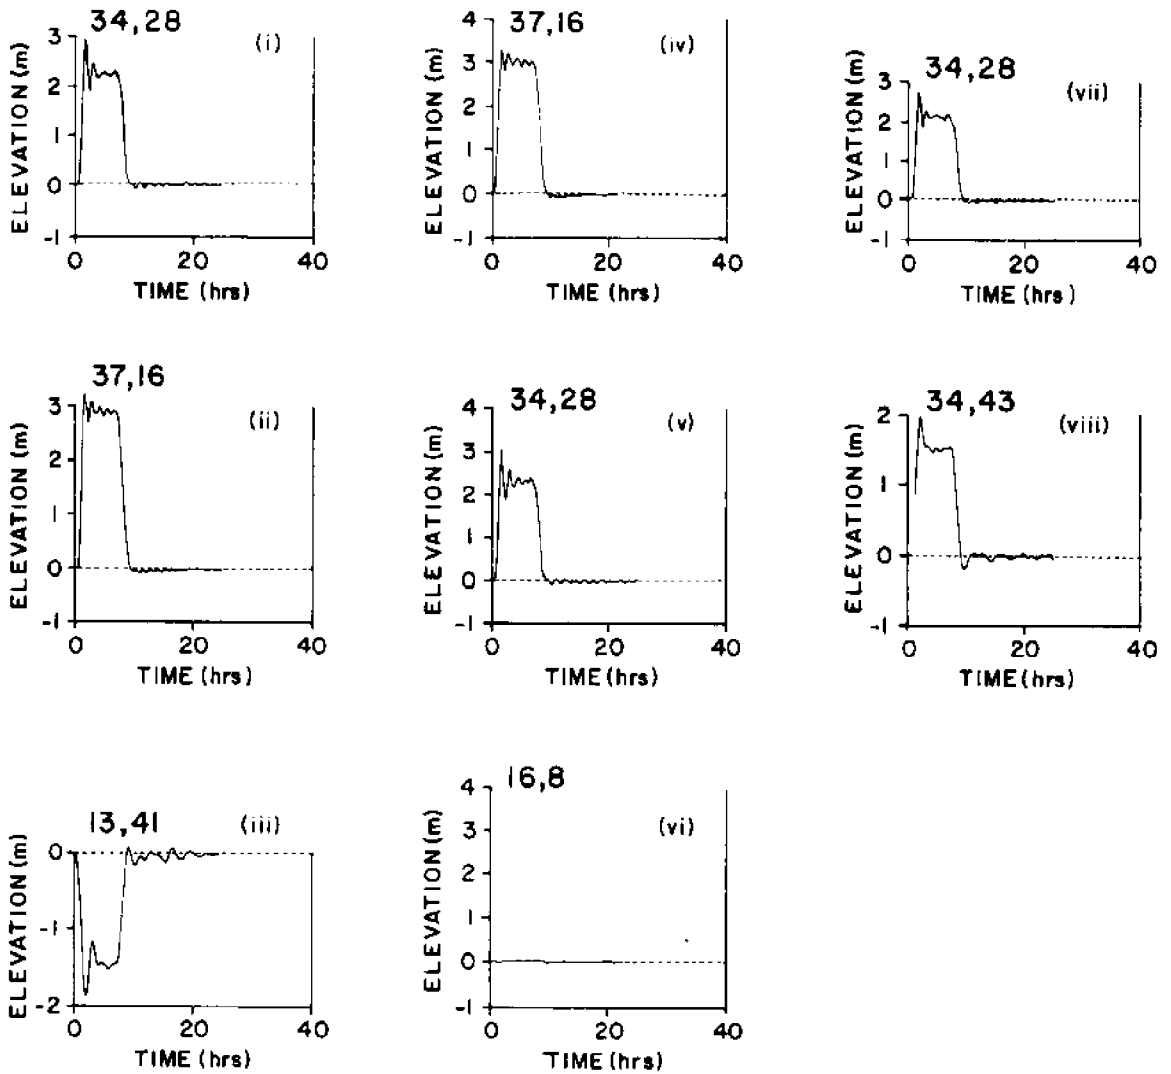 34,28
(i)
ELEVATION (m)
3
2
1
0
-1
0 20 40
TIME (hrs)
37,16
(iv)
ELEVATION (m)
4
3
2
1
0
-1
0 20 40
TIME (hrs)
34,28
(vii)
ELEVATION (m)
3
2
1
0
-1
0 20 40
TIME (hrs)
37,16
(ii)
ELEVATION (m)
3
2
1
0
-1
0 20 40
TIME (hrs)
34,28
(v)
ELEVATION (m)
4
3
2
1
0
-1
0 20 40
TIME (hrs)
34,43
(viii)
ELEVATION (m)
2
1
0
-1
0 20 40
TIME (hrs)
13,41
(iii)
ELEVATION (m)
0
-1
-2
0 20 40
TIME (hrs)
16,8
(vi)
ELEVATION (m)
4
3
2
1
0
-1
0 20 40
TIME (hrs)